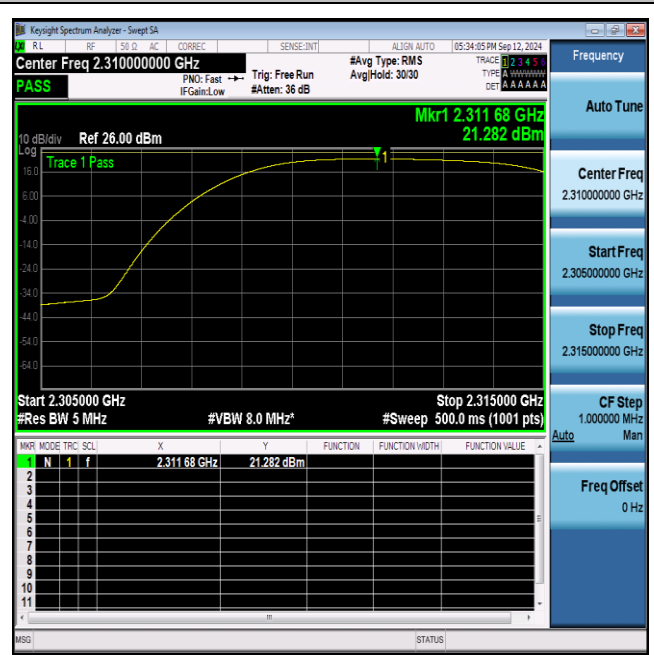 Keysight Spectrum Analyzer - Swept SA
RL RF 50 Ω AC CORREC SENSE:INT ALIGN AUTO 05:34:05 PM Sep 12, 2024
Center Freq 2.310000000 GHz #Avg Type: RMS TRACE 1 2 3 4 5 6
PNO: Fast Trig: Free Run Avg|Hold: 30/30 TYPE A WWWWW
PASS IFGain:Low #Atten: 36 dB DET A A A A A A
Mkr1 2.311 68 GHz
10 dB/div Ref 26.00 dBm 21.282 dBm
Log
Trace 1 Pass
1
16.0
6.00
-4.00
-14.0
-24.0
-34.0
-44.0
-54.0
-64.0
Start 2.305000 GHz Stop 2.315000 GHz
#Res BW 5 MHz #VBW 8.0 MHz* #Sweep 500.0 ms (1001 pts)
MKR MODE TRC SCL X Y FUNCTION FUNCTION WIDTH FUNCTION VALUE
1 N 1 f 2.311 68 GHz 21.282 dBm
2
3
4
5
6
7
8
9
10
11
MSG STATUS
Frequency
Auto Tune
Center Freq
2.310000000 GHz
Start Freq
2.305000000 GHz
Stop Freq
2.315000000 GHz
CF Step
1.000000 MHz
Auto Man
Freq Offset
0 Hz